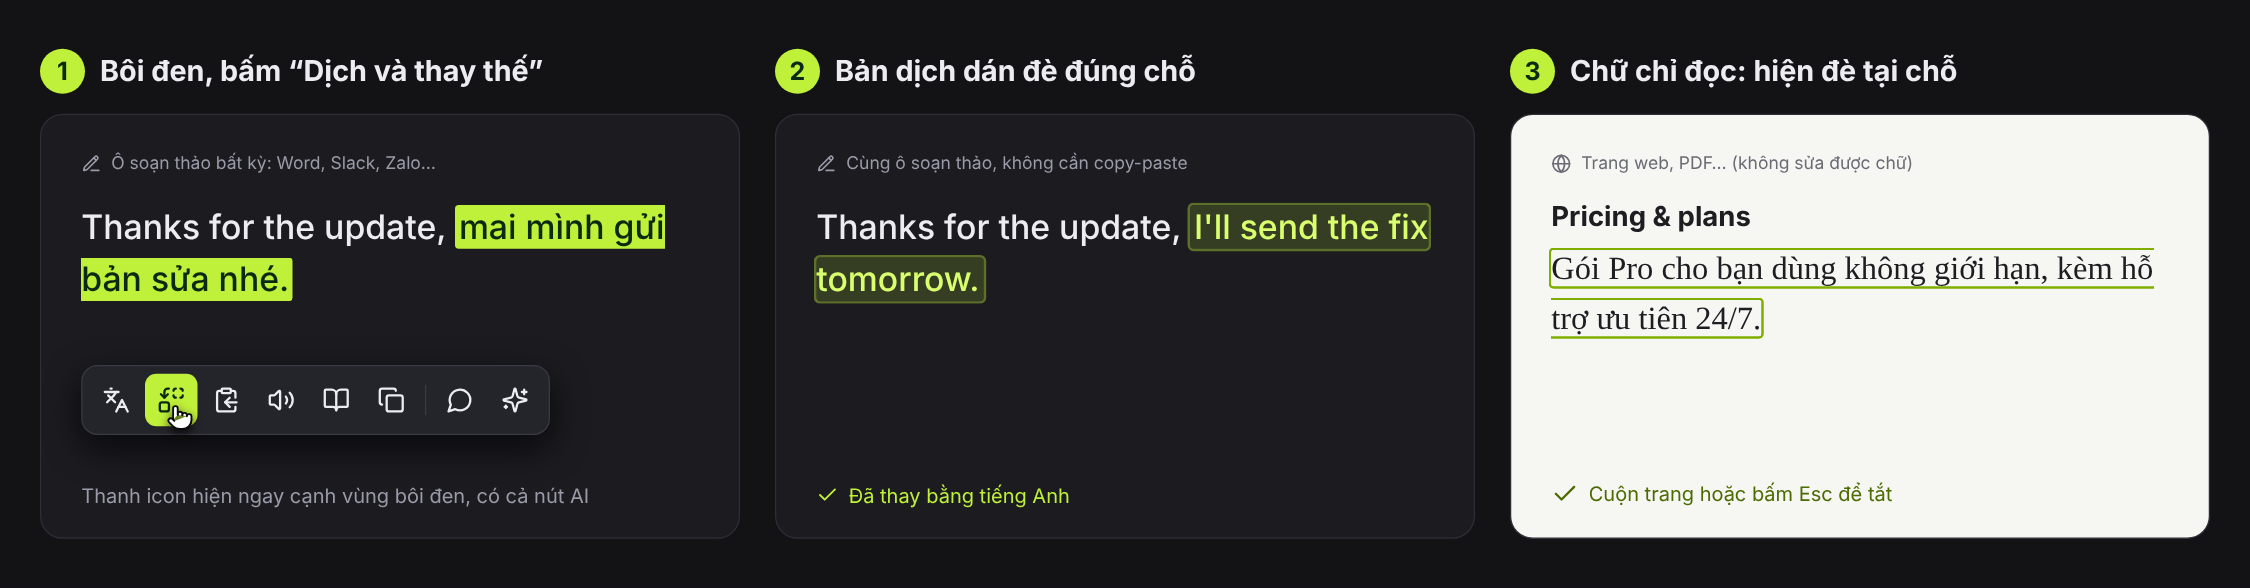 1 Bôi đen, bấm “Dịch và thay thế”
Ô soạn thảo bất kỳ: Word, Slack, Zalo...
Thanks for the update, mai mình gửi
bản sửa nhé.
Thanh icon hiện ngay cạnh vùng bôi đen, có cả nút AI
2 Bản dịch dán đè đúng chỗ
Cùng ô soạn thảo, không cần copy-paste
Thanks for the update, I'll send the fix
tomorrow.
Đã thay bằng tiếng Anh
3 Chữ chỉ đọc: hiện đè tại chỗ
Trang web, PDF... (không sửa được chữ)
Pricing & plans
Gói Pro cho bạn dùng không giới hạn, kèm hỗ
trợ ưu tiên 24/7.
Cuộn trang hoặc bấm Esc để tắt